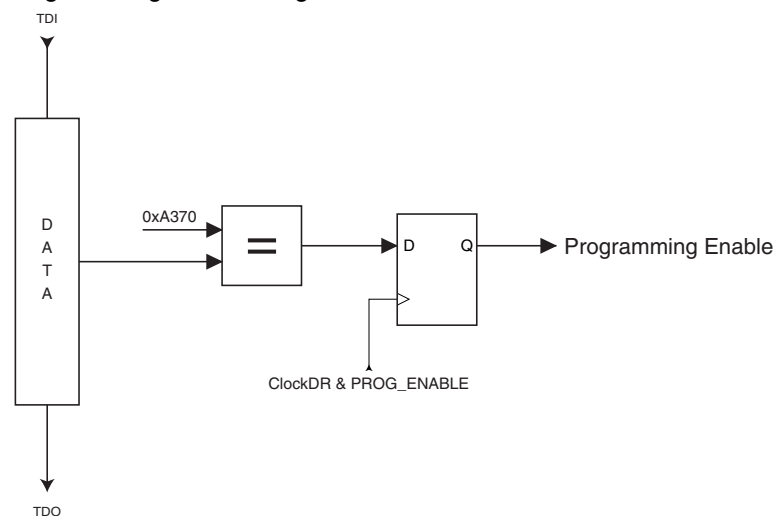 TDI
D
A
T
A
0xA370
=
D
Q
Programming Enable
ClockDR & PROG_ENABLE
TDO